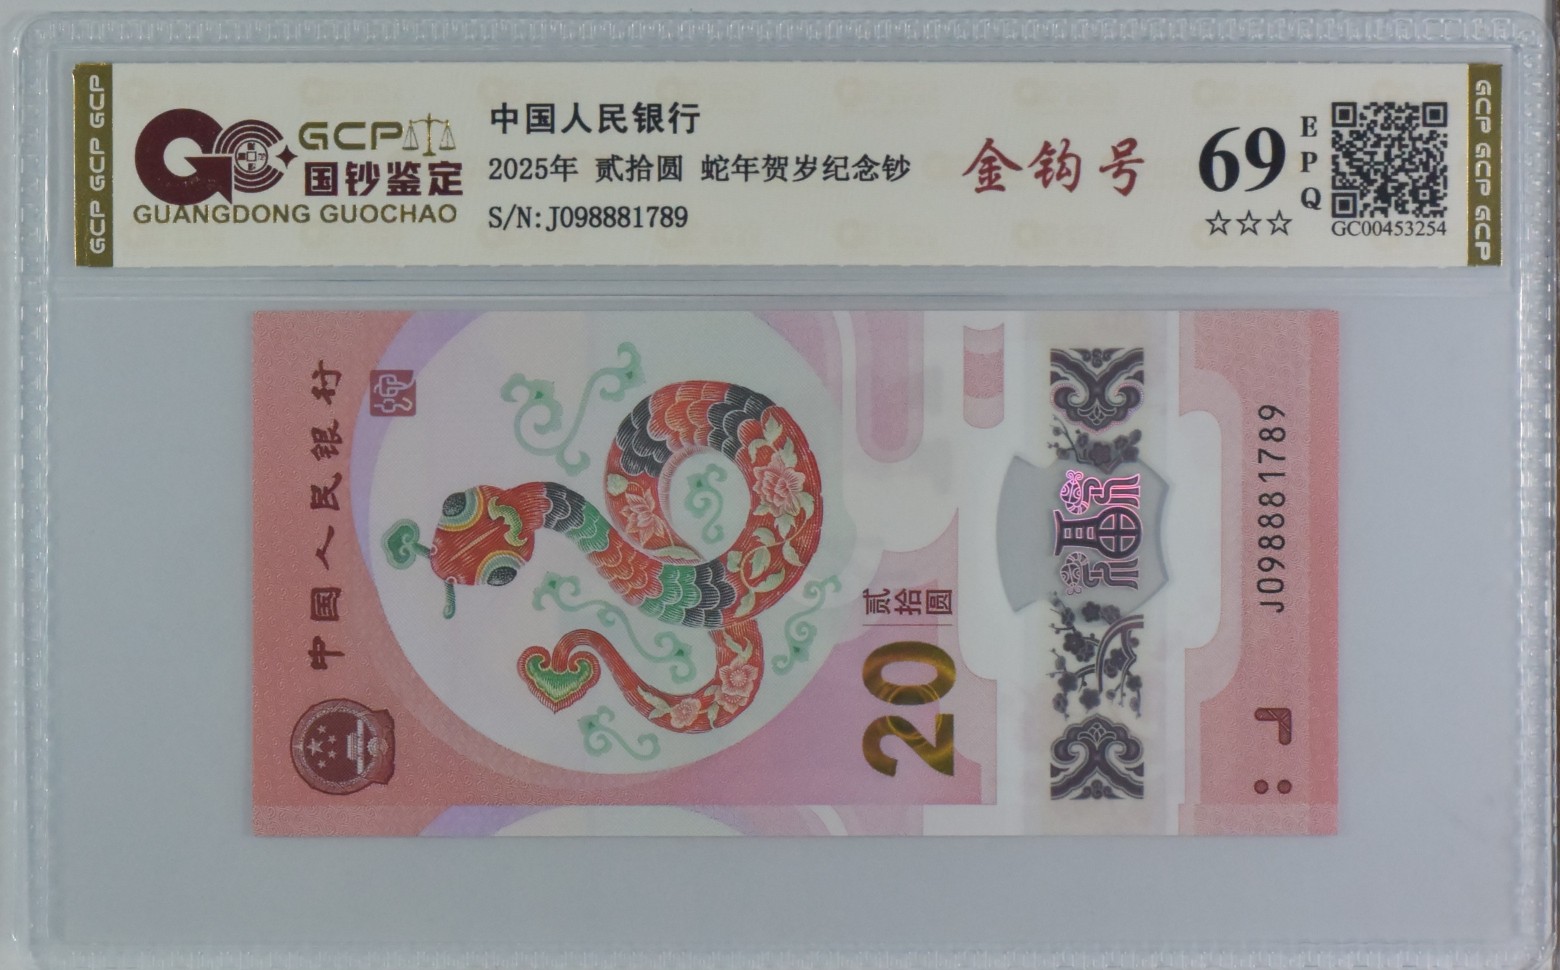 GCP GCP GCP
GCP
国钞鉴定
GUANGDONG GUOCHAO
中国人民银行
2025年 贰拾圆 蛇年贺岁纪念钞
S/N:J098881789
金钩号
69
EPQ
☆☆☆
GC00453254
GCP GCP GCP
中国人民银行
贰拾圆
20
福
J098881789